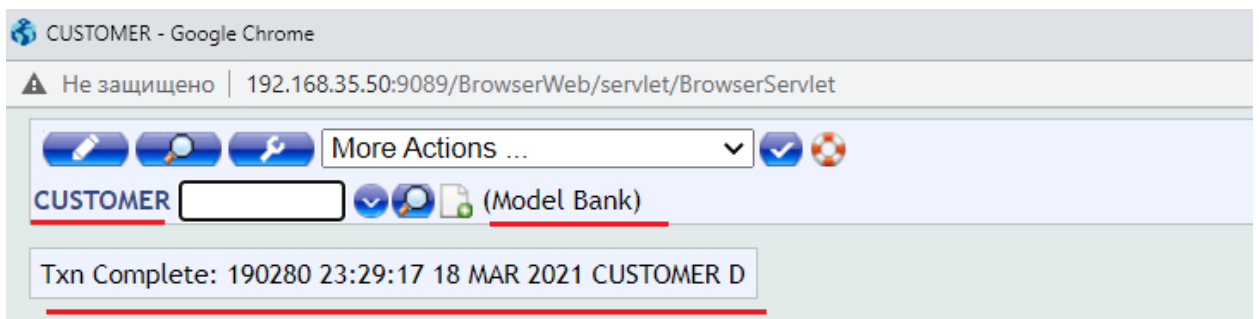 CUSTOMER - Google Chrome
Не защищено | 192.168.35.50:9089/BrowserWeb/servlet/BrowserServlet
More Actions ...
CUSTOMER (Model Bank)
Txn Complete: 190280 23:29:17 18 MAR 2021 CUSTOMER D